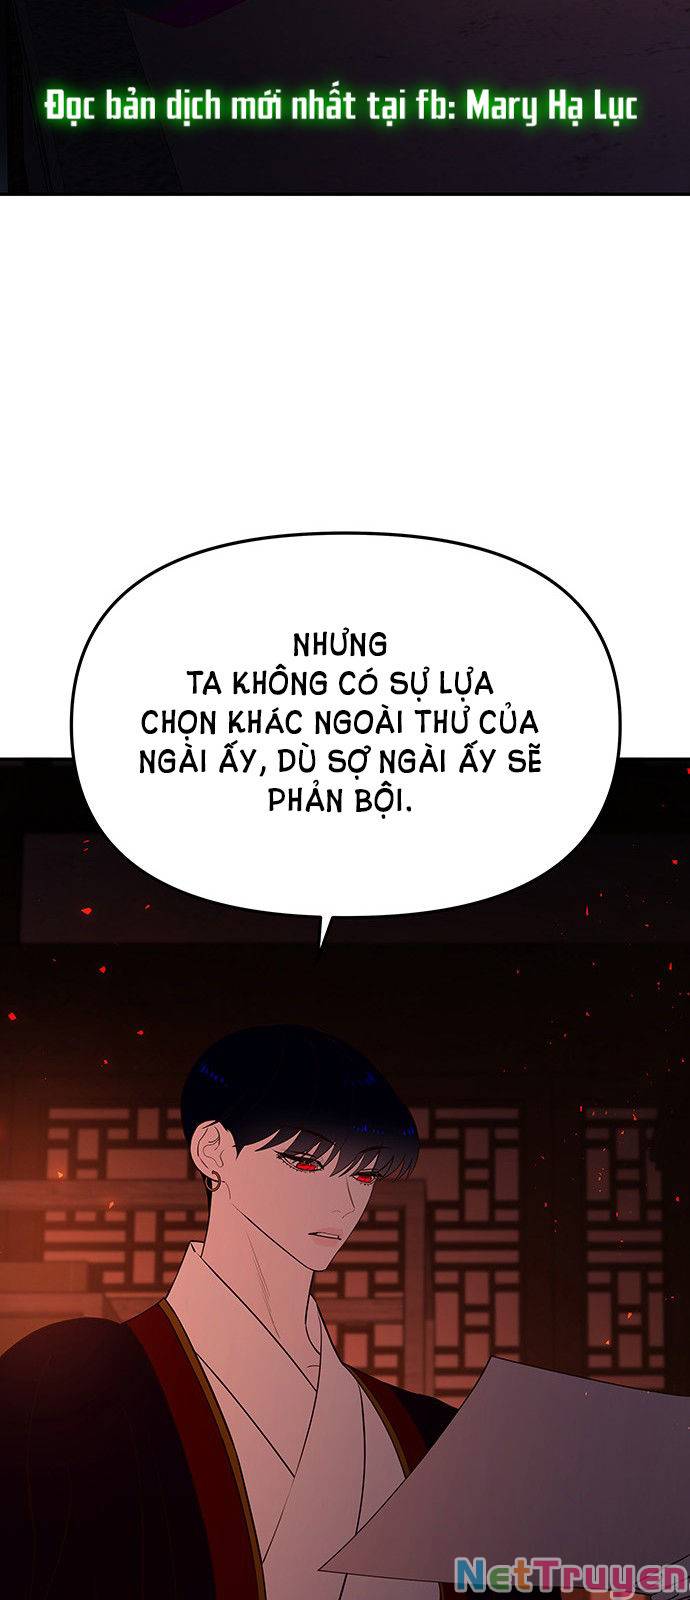 Đọc bản dịch mới nhất tại fb: Mary Hạ Lục
NHƯNG
TA KHÔNG CÓ SỰ LỰA
CHỌN KHÁC NGOÀI THƯ CỦA
NGÀI ẤY, DÙ SỢ NGÀI ẤY SẼ
PHẢN BỘI.
NetTruyen